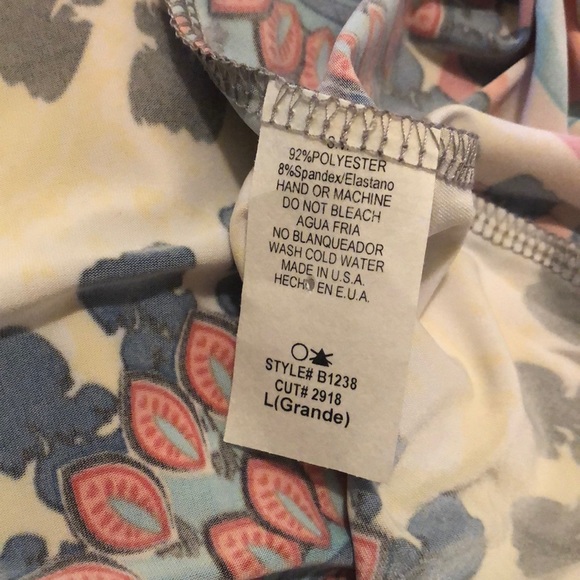 92%POLYESTER
8%Spandex/Elastano
HAND OR MACHINE
DO NOT BLEACH
AGUA FRIA
NO BLANQUEADOR
WASH COLD WATER
MADE IN U.S.A.
HECHO EN E.U.A.
STYLE# B1238
CUT# 2918
L(Grande)